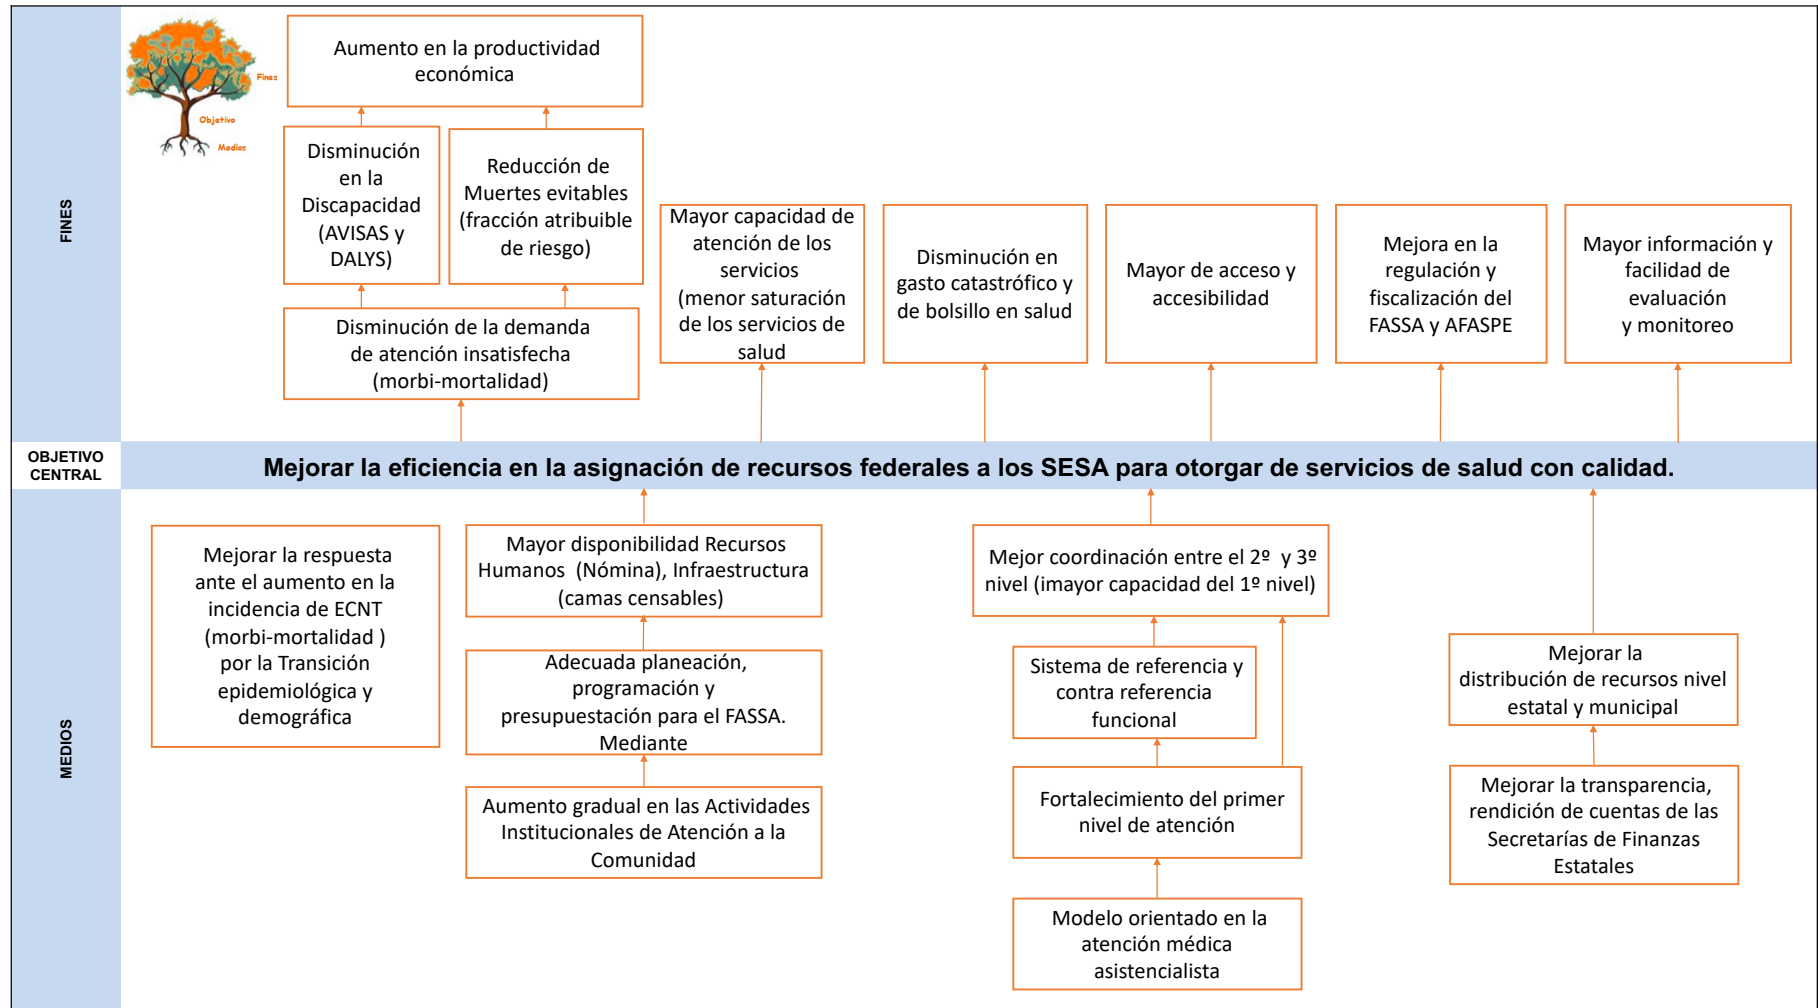 Aumento en la productividad
económica
Fines
Objetivo
Medios
Disminución
en la
Discapacidad
(AVISAS y
DALYS)
Reducción de
Muertes evitables
(fracción atribuible
de riesgo)
Disminución de la demanda
de atención insatisfecha
(morbi-mortalidad)
Mayor capacidad de
atención de los
servicios
(menor saturación
de los servicios de
salud
Disminución en
gasto catastrófico y
de bolsillo en salud
Mayor de acceso y
accesibilidad
Mejora en la
regulación y
fiscalización del
FASSA y AFASPE
Mayor información y
facilidad de
evaluación
y monitoreo
FINES
OBJETIVO
CENTRAL
Mejorar la eficiencia en la asignación de recursos federales a los SESA para otorgar de servicios de salud con calidad.
MEDIOS
Mejorar la respuesta
ante el aumento en la
incidencia de ECNT
(morbi-mortalidad )
por la Transición
epidemiológica y
demográfica
Mayor disponibilidad Recursos
Humanos (Nómina), Infraestructura
(camas censables)
Adecuada planeación,
programación y
presupuestación para el FASSA.
Mediante
Aumento gradual en las Actividades
Institucionales de Atención a la
Comunidad
Mejor coordinación entre el 2º y 3º
nivel (imayor capacidad del 1º nivel)
Sistema de referencia y
contra referencia
funcional
Fortalecimiento del primer
nivel de atención
Modelo orientado en la
atención médica
asistencialista
Mejorar la
distribución de recursos nivel
estatal y municipal
Mejorar la transparencia,
rendición de cuentas de las
Secretarías de Finanzas
Estatales